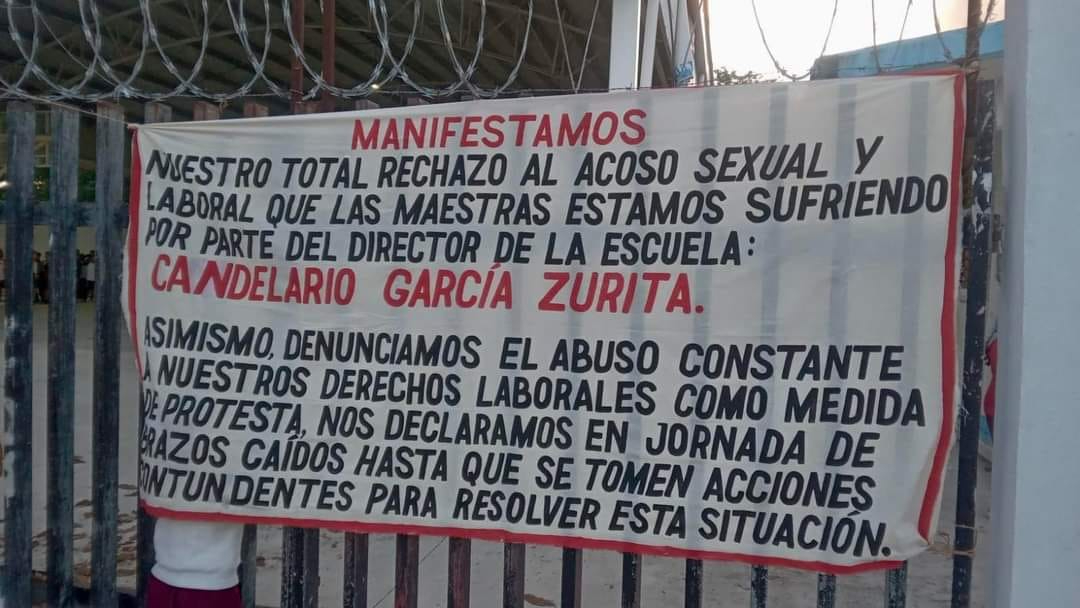 MANIFESTAMOS
NUESTRO TOTAL RECHAZO AL ACOSO SEXUAL Y
LABORAL QUE LAS MAESTRAS ESTAMOS SUFRIENDO
POR PARTE DEL DIRECTOR DE LA ESCUELA:
CANDELARIO GARCÍA ZURITA.
ASIMISMO, DENUNCIAMOS EL ABUSO CONSTANTE
A NUESTROS DERECHOS LABORALES COMO MEDIDA
DE PROTESTA, NOS DECLARAMOS EN JORNADA DE
BRAZOS CAÍDOS HASTA QUE SE TOMEN ACCIONES
CONTUNDENTES PARA RESOLVER ESTA SITUACIÓN.